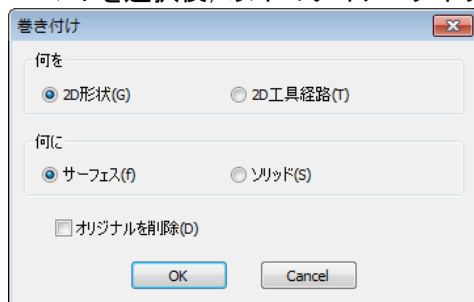 巻き付け
何を
2D形状(G)
2D工具経路(T)
何に
サーフェス(f)
ソリッド(S)
オリジナルを削除(D)
OK
Cancel